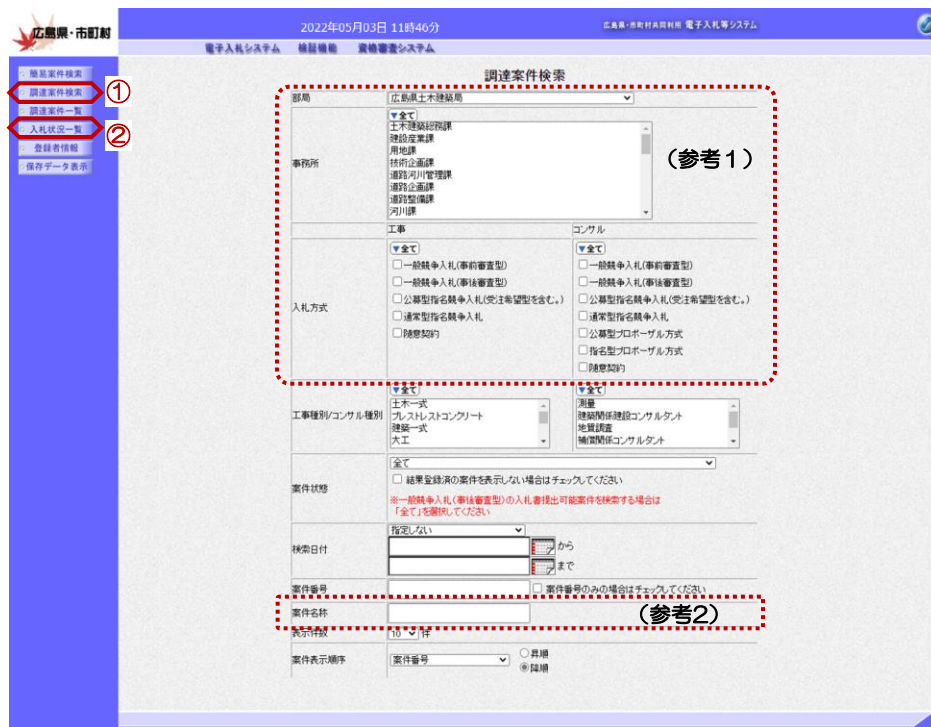 広島県・市町村
2022年05月03日 11時46分
広島県・市町村共同利用 電子入札等システム
電子入札システム 検証機能 資格審査システム
簡易案件検索
調達案件検索 ①
調達案件一覧
入札状況一覧 ②
登録者情報
保存データ表示
調達案件検索
部局 広島県土木建築局
事務所
▼全て
土木建築総務課
建設産業課
用地課
技術企画課
道路河川管理課
道路企画課
道路整備課
河川課
(参考1)
工事 コンサル
入札方式
▼全て ▼全て
一般競争入札(事前審査型) 一般競争入札(事前審査型)
一般競争入札(事後審査型) 一般競争入札(事後審査型)
公募型指名競争入札(受注希望型を含む。) 公募型指名競争入札(受注希望型を含む。)
通常型指名競争入札 通常型指名競争入札
随意契約 公募型プロポーザル方式
指名型プロポーザル方式
随意契約
工事種別/コンサル種別
▼全て ▼全て
土木一式 測量
プレストレストコンクリート 建築関係建設コンサルタント
建築一式 地質調査
大工 補償関係コンサルタント
案件状態
全て
結果登録済の案件を表示しない場合はチェックしてください
※一般競争入札(事後審査型)の入札書提出可能案件を検索する場合は
「全て」を選択してください
検索日付
指定しない
から
まで
案件番号 案件番号のみの場合はチェックしてください
案件名称 (参考2)
表示件数 10 件
案件表示順序 案件番号 昇順
降順